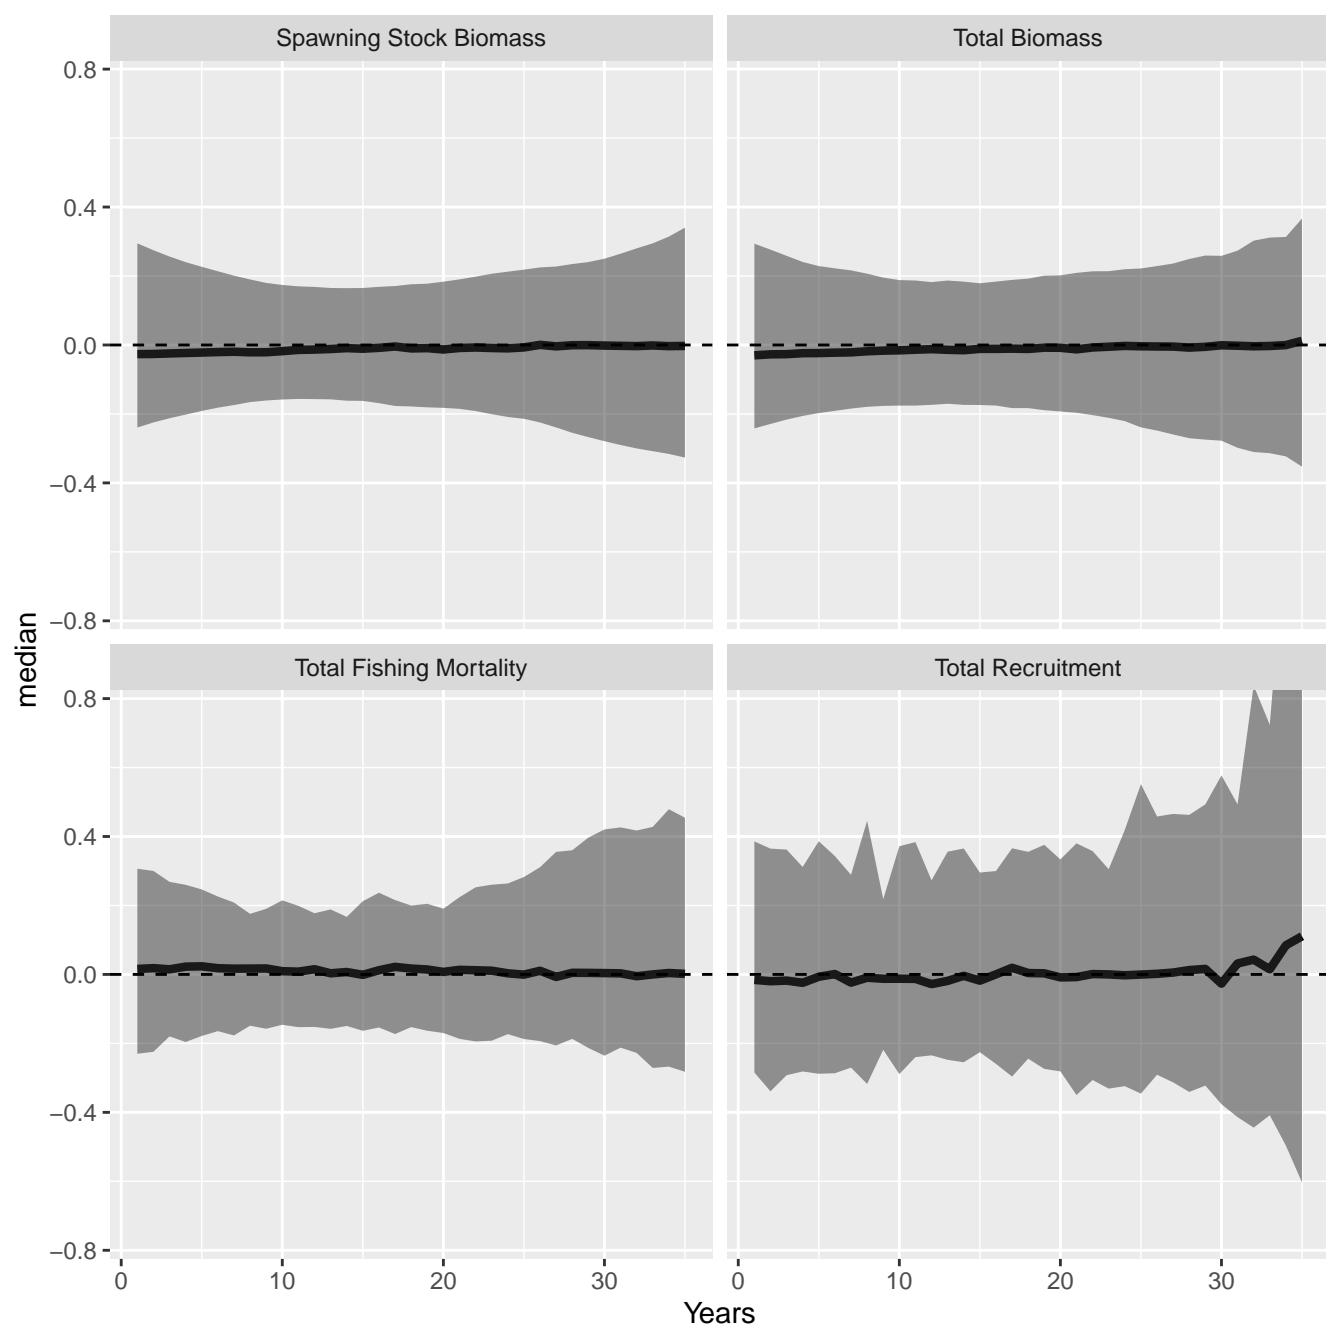 Spawning Stock Biomass
Total Biomass
0.8
0.4
0.0
−0.4
−0.8
Total Fishing Mortality
Total Recruitment
0.8
0.4
0.0
−0.4
−0.8
0 10 20 30
0 10 20 30
Years
median